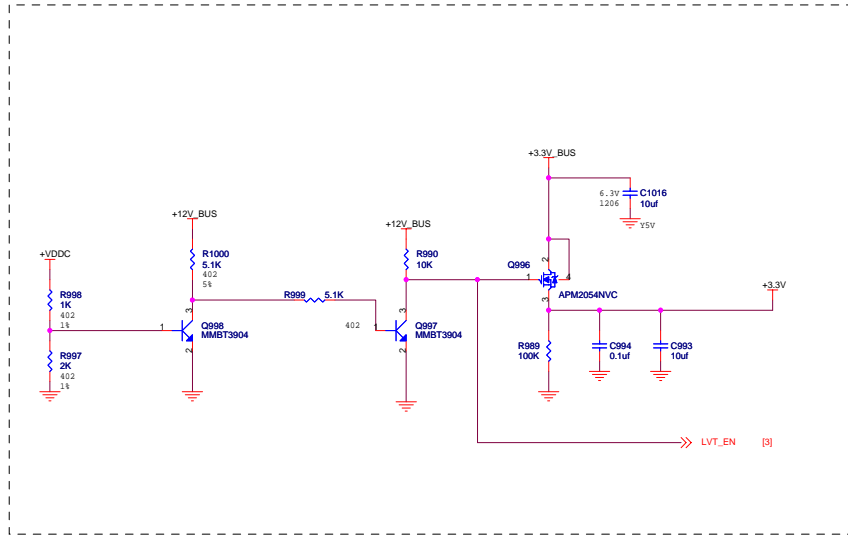 +3.3V_BUS
6.3V
1206
C1016
10uf
Y5V
+12V_BUS
+12V_BUS
+VDDC
R1000
5.1K
402
5%
R990
10K
Q996
2
1
4
3
APM2054NVC
+3.3V
R998
1K
402
1%
R999
5.1K
1
3
Q998
MMBT3904
2
402
1
3
Q997
MMBT3904
2
R997
2K
402
1%
R989
100K
C994
0.1uf
C993
10uf
LVT_EN [3]